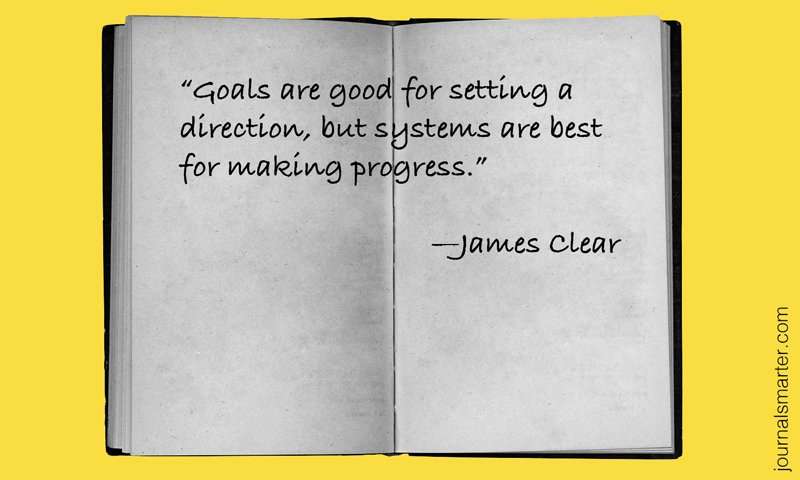 “Goals are good for setting a
direction, but systems are best
for making progress.”
—James Clear
journalsmarter.com